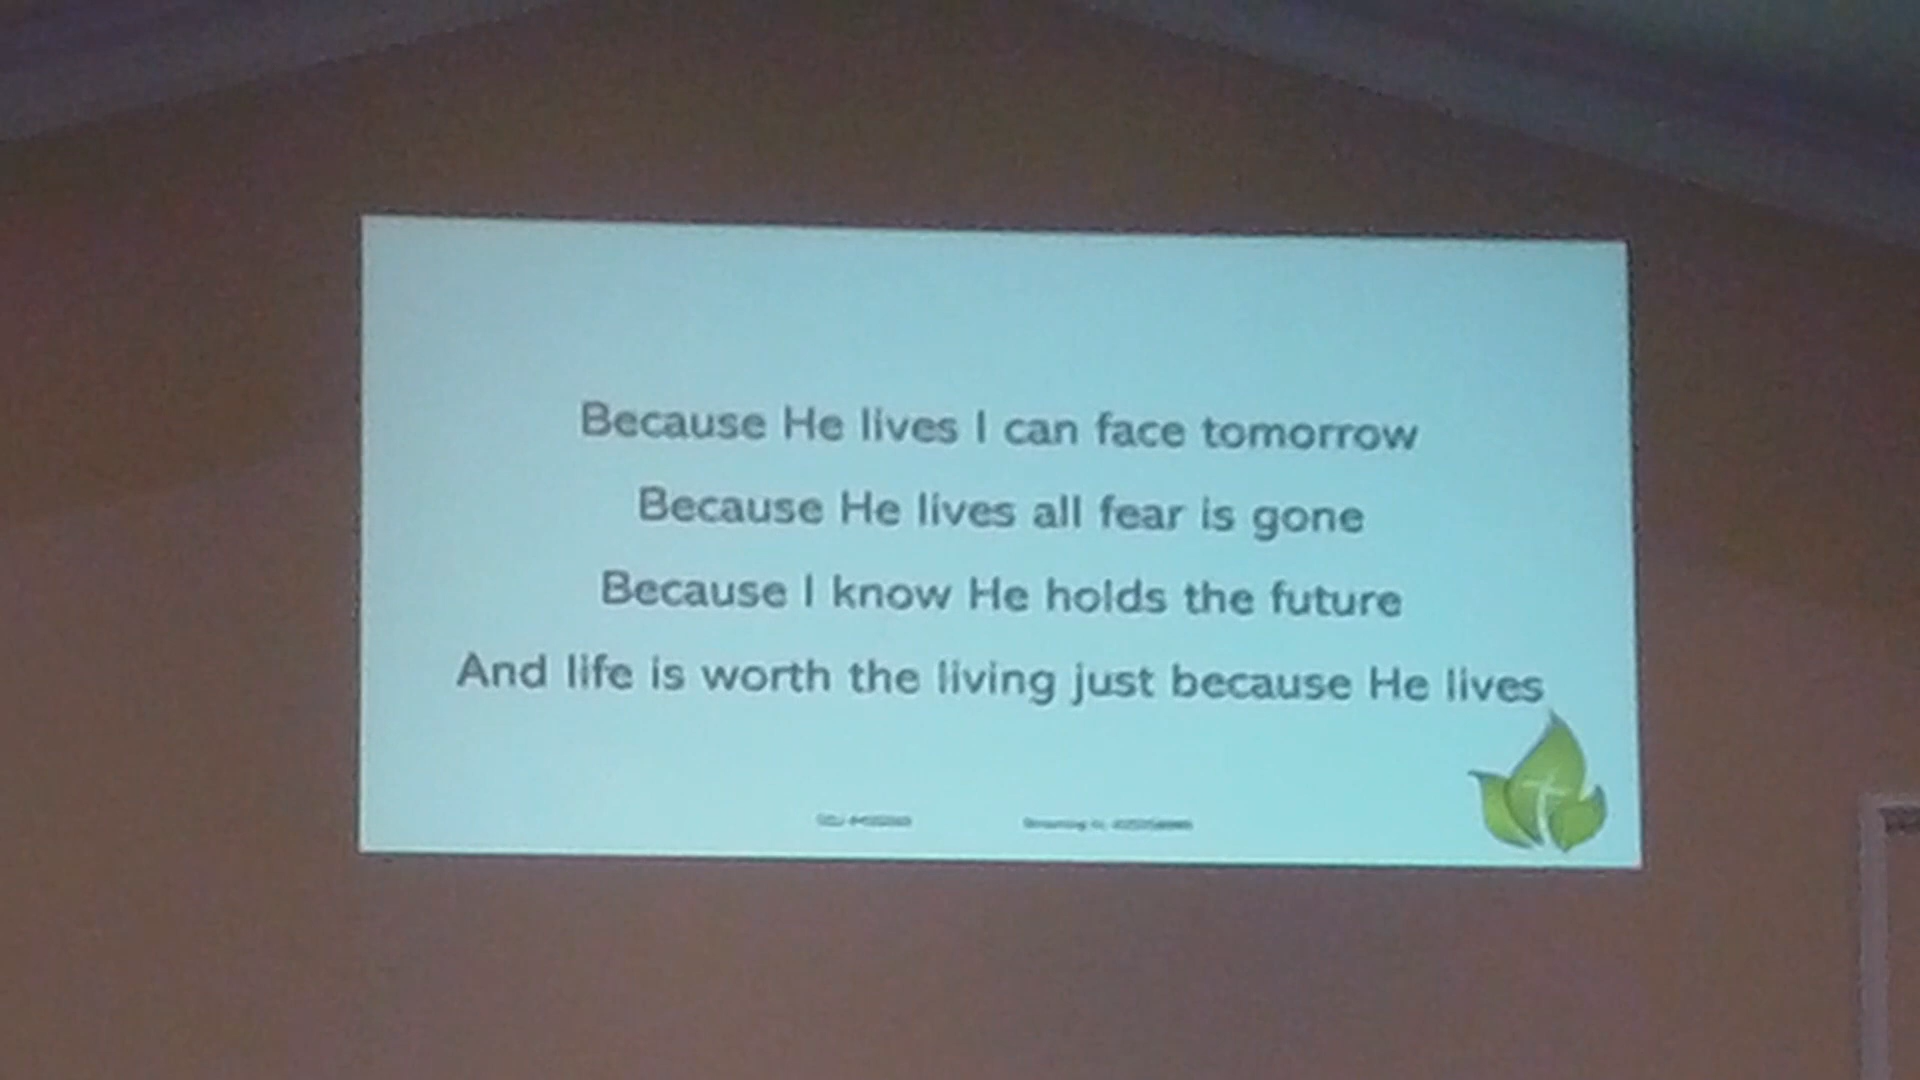 Because He lives I can face tomorrow
Because He lives all fear is gone
Because I know He holds the future
And life is worth the living just because He lives